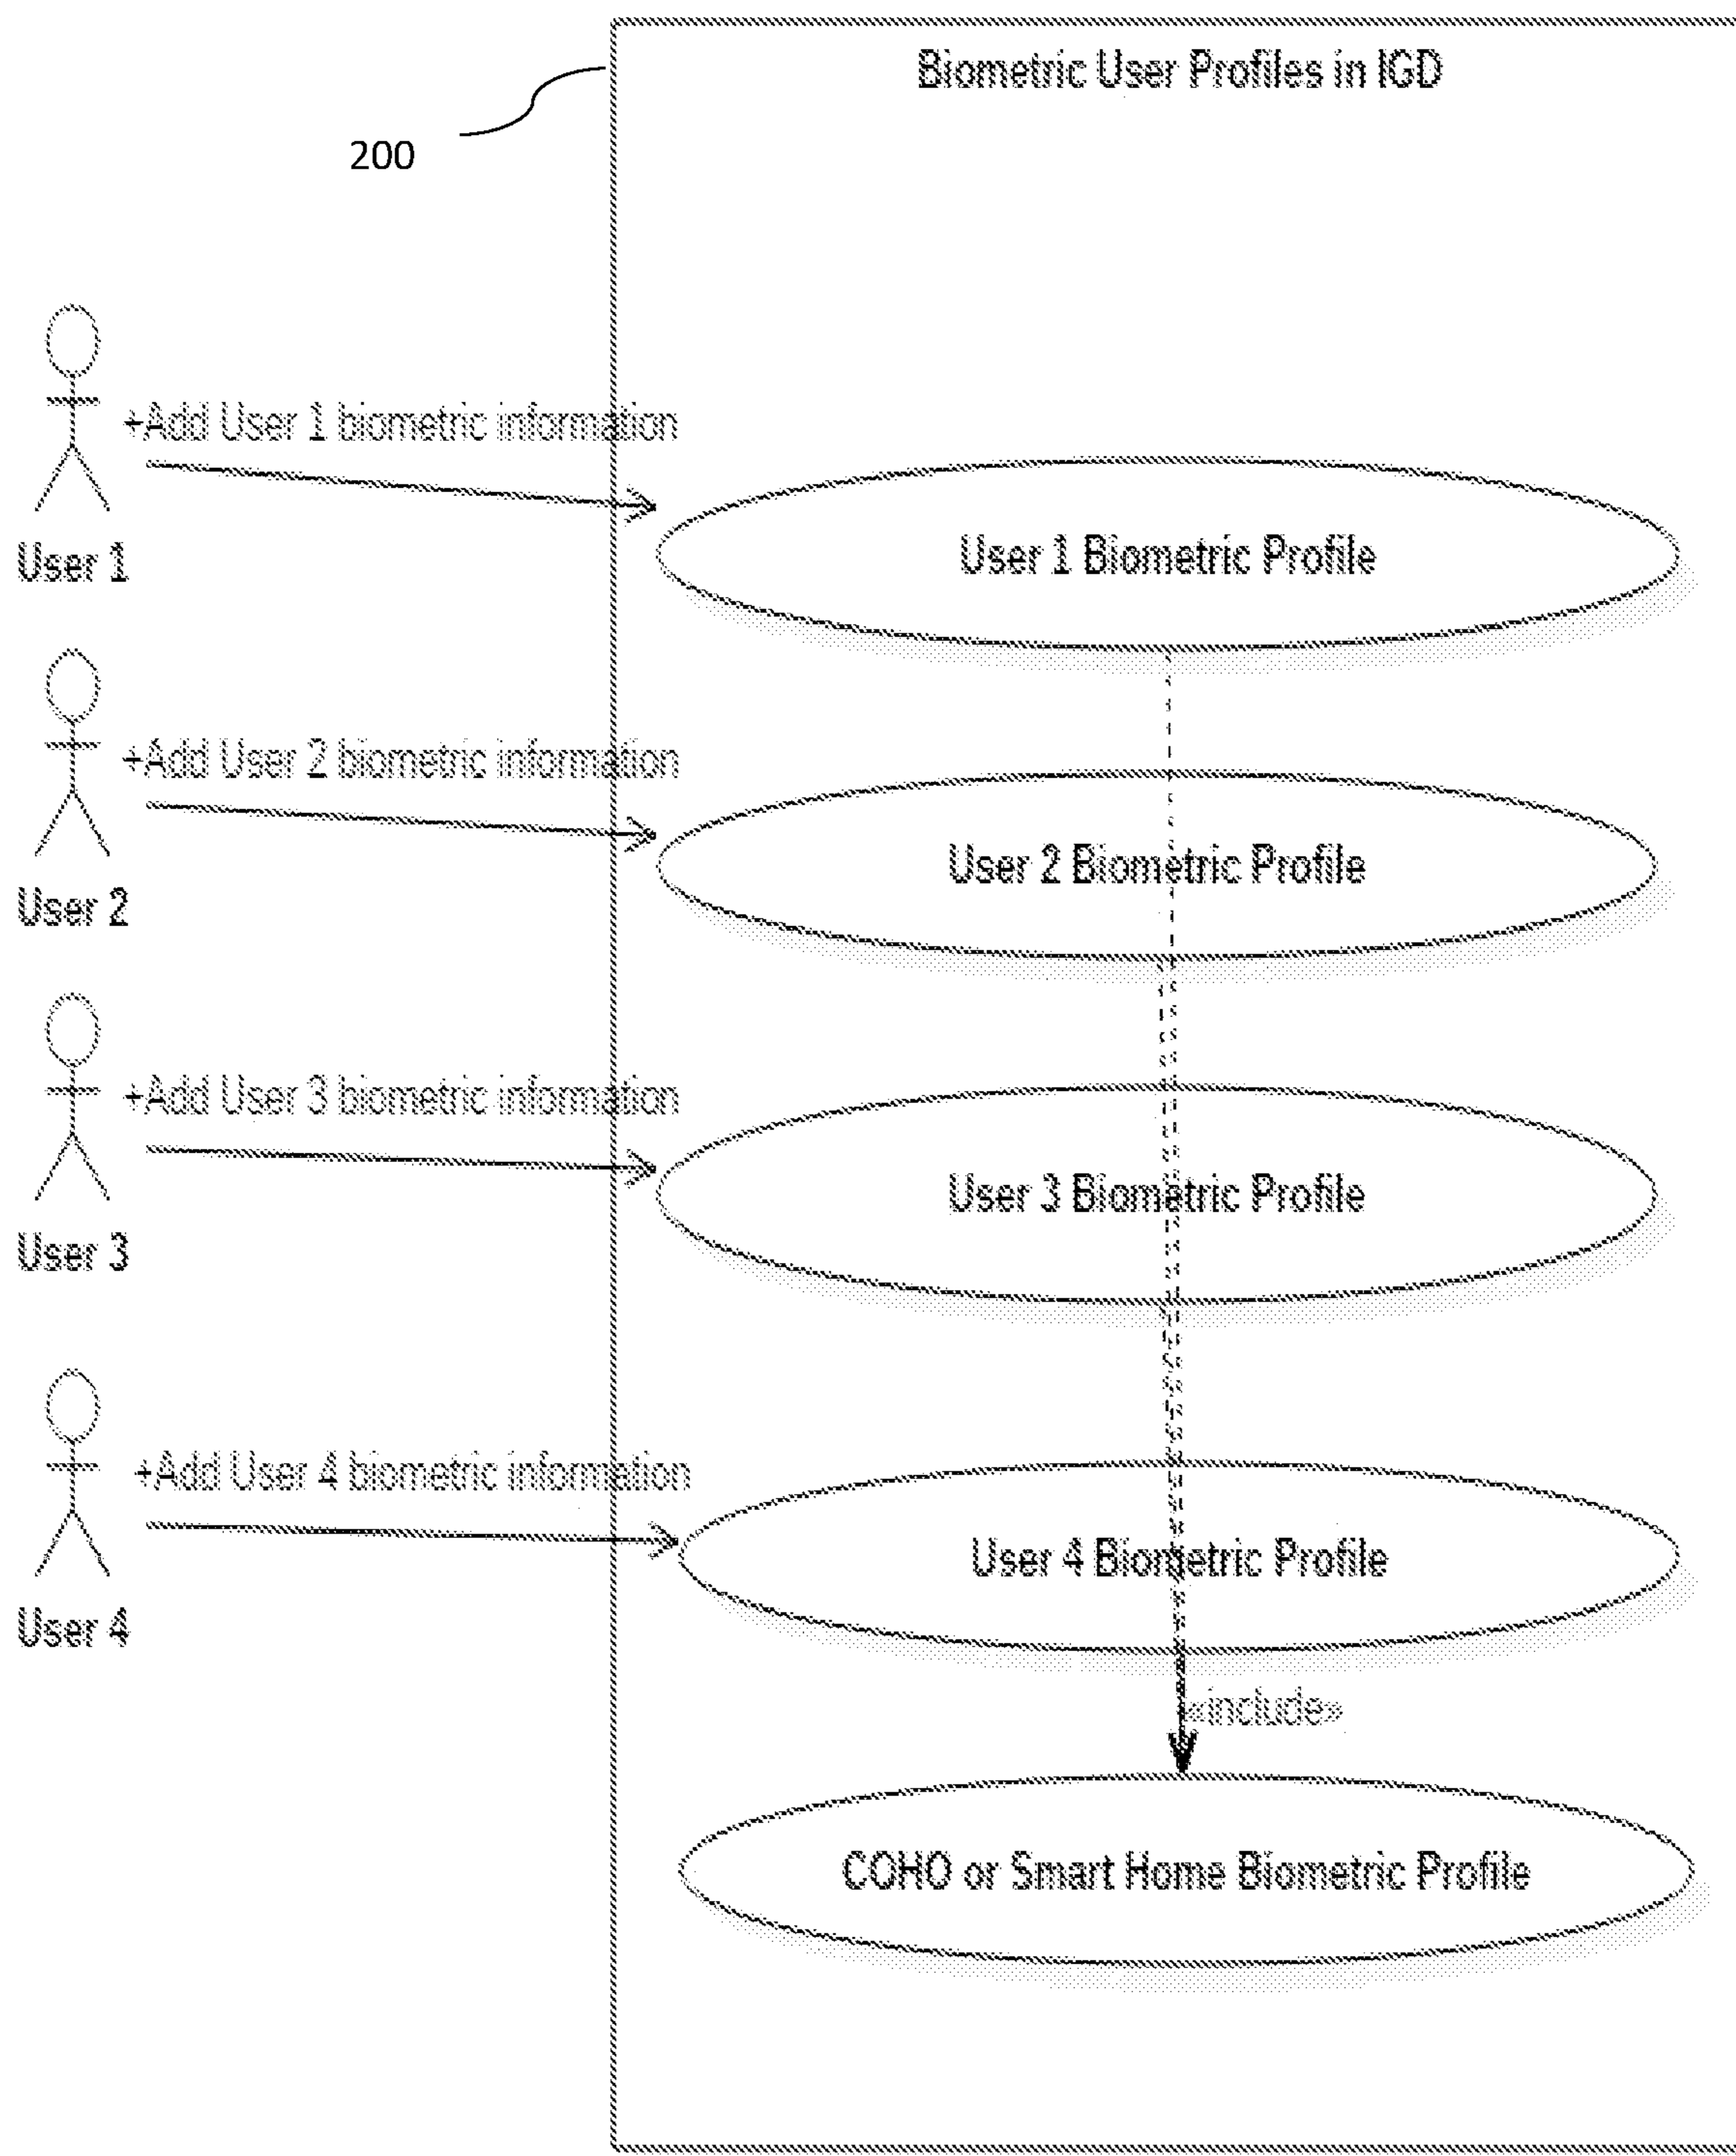 Biometric User Profiles in IGD
200
+Add User 1 biometric information
User 1 Biometric Profile
User 1
+Add User 2 biometric information
User 2 Biometric Profile
User 2
+Add User 3 biometric information
User 3 Biometric Profile
User 3
+Add User 4 biometric information
User 4 Biometric Profile
User 4
«include»
COHO or Smart Home Biometric Profile